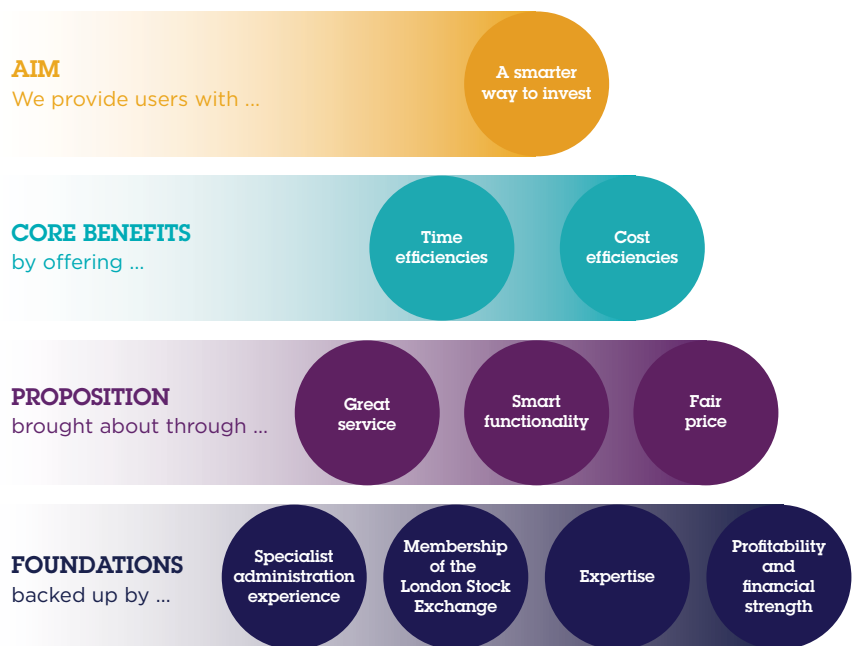 AIM
We provide users with ...
A smarter
way to invest
CORE BENEFITS
by offering ...
Time
efficiencies
Cost
efficiencies
PROPOSITION
brought about through ...
Great
service
Smart
functionality
Fair
price
FOUNDATIONS
backed up by ...
Specialist
administration
experience
Membership
of the
London Stock
Exchange
Expertise
Profitability
and
financial
strength